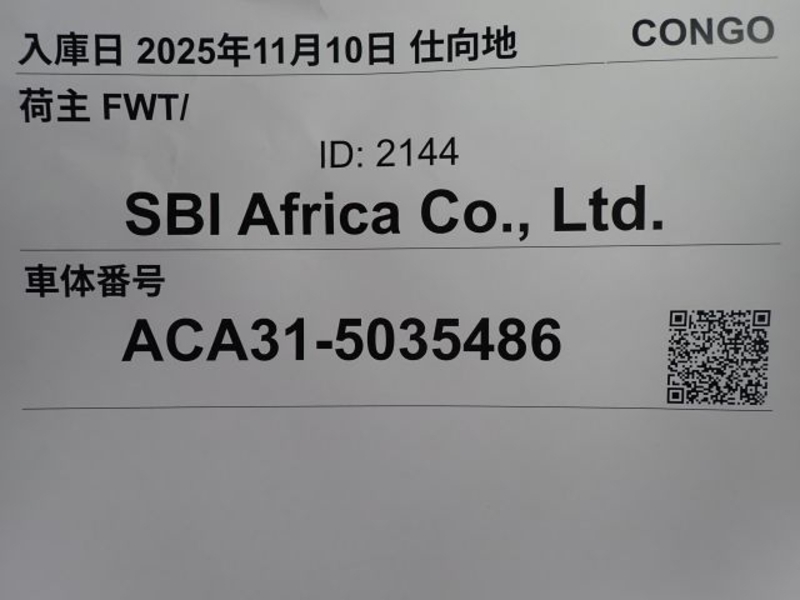 入庫日 2025年11月10日 仕向地 CONGO
荷主 FWT/
ID: 2144
SBI Africa Co., Ltd.
車体番号
ACA31-5035486